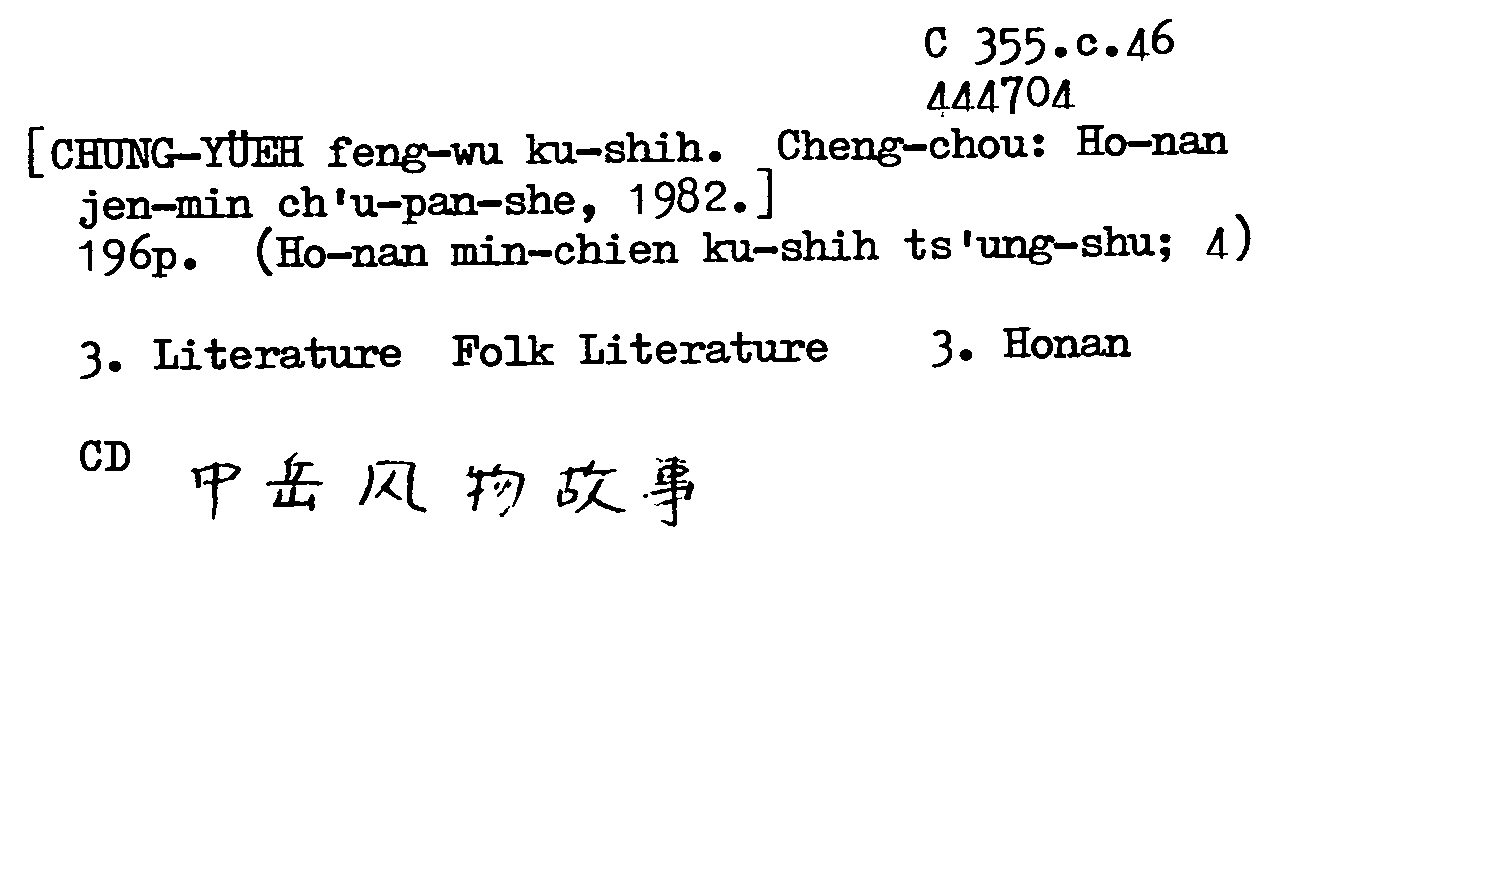 C 355.c.46
444704
[CHUNG-YÜEH feng-wu ku-shih. Cheng-chou: Ho-nan
jen-min ch'u-pan-she, 1982.]
196p. (Ho-nan min-chien ku-shih ts'ung-shu; 4)
3. Literature Folk Literature 3. Honan
CD 中岳风物故事